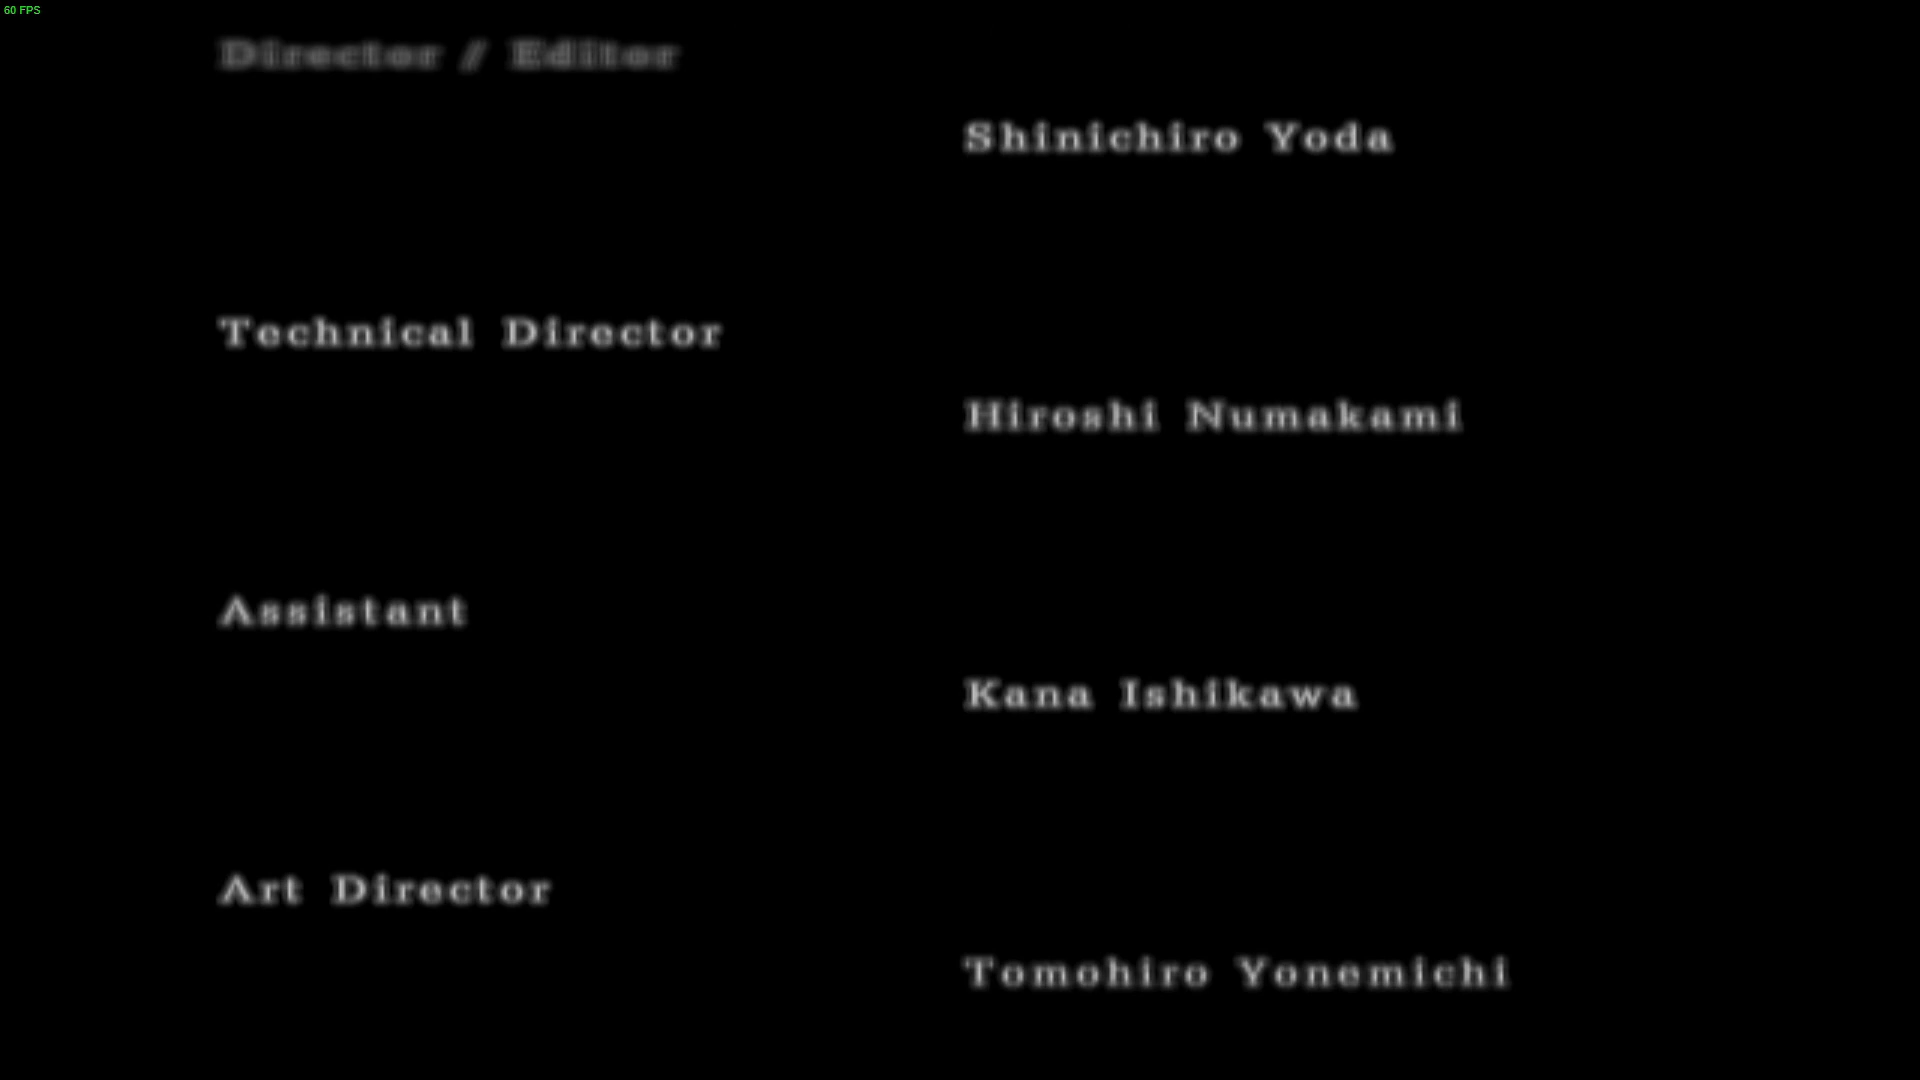 60 FPS
Director / Editor
Shinichiro Yoda
Technical Director
Hiroshi Numakami
Assistant
Kana Ishikawa
Art Director
Tomohiro Yonemichi